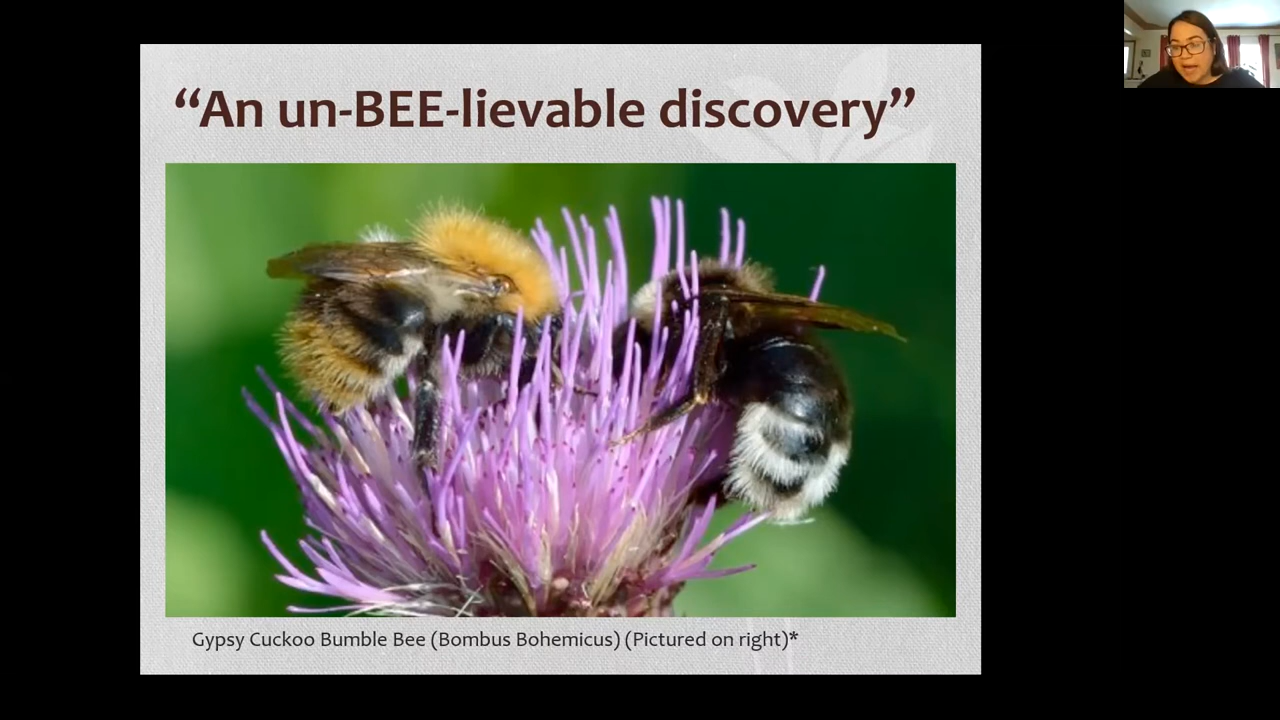 “An un-BEE-lievable discovery”
Gypsy Cuckoo Bumble Bee (Bombus Bohemicus) (Pictured on right)*